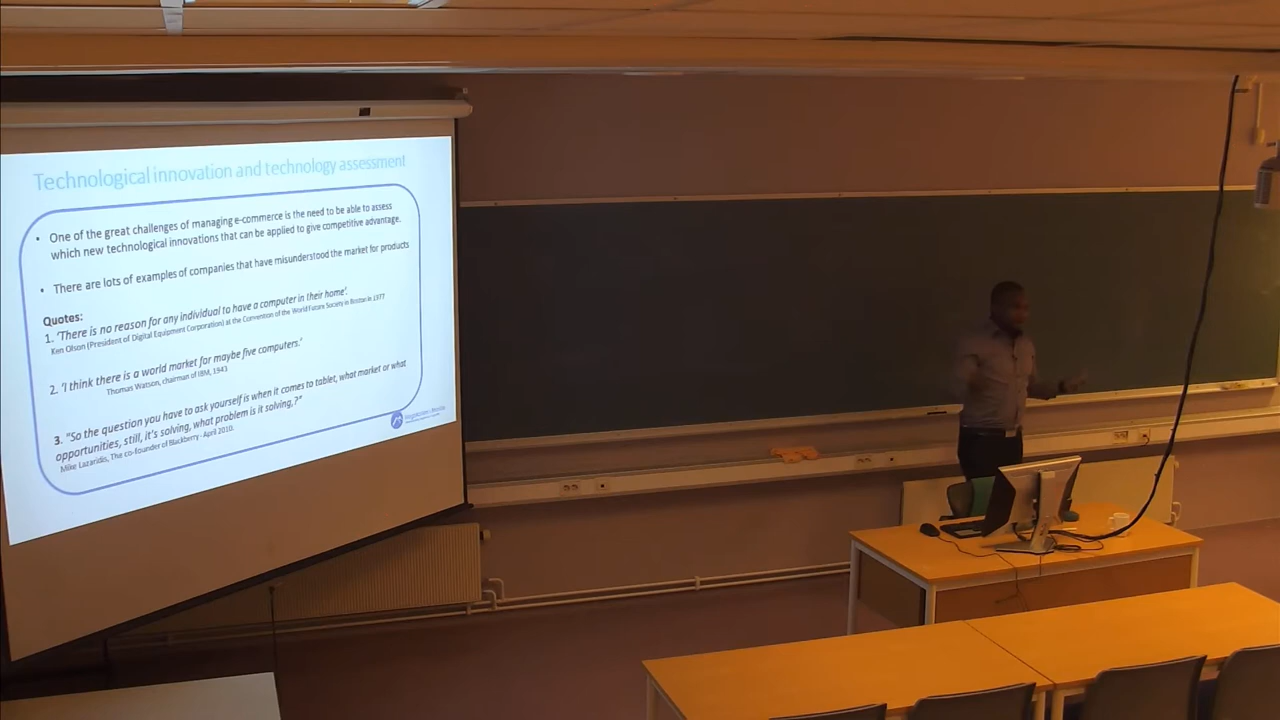 Technological innovation and technology assessment
• One of the great challenges of managing e-commerce is the need to be able to assess
which new technological innovations that can be applied to give competitive advantage.
• There are lots of examples of companies that have misunderstood the market for products
Quotes:
1. 'There is no reason for any individual to have a computer in their home'.
Ken Olson (President of Digital Equipment Corporation) at the Convention of the World Future Society in Boston in 1977
2. 'I think there is a world market for maybe five computers.'
Thomas Watson, chairman of IBM, 1943
3. "So the question you have to ask yourself is when it comes to tablet, what market or what
opportunities, still, it's solving, what problem is it solving,?"
Mike Lazaridis, The co-founder of Blackberry - April 2010.